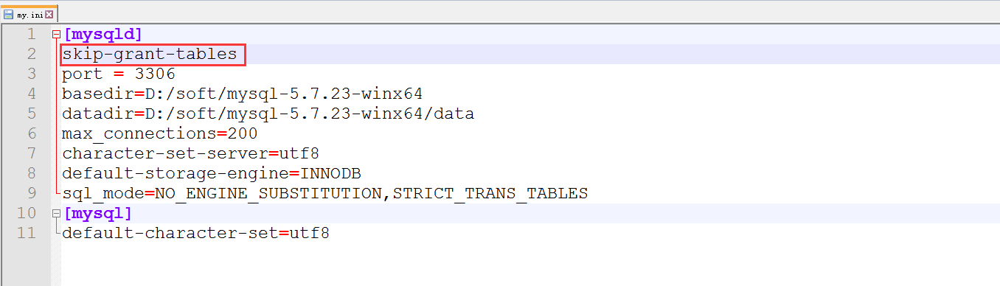 my.ini
1 [mysqld]
2 skip-grant-tables
3 port = 3306
4 basedir=D:/soft/mysql-5.7.23-winx64
5 datadir=D:/soft/mysql-5.7.23-winx64/data
6 max_connections=200
7 character-set-server=utf8
8 default-storage-engine=INNODB
9 sql_mode=NO_ENGINE_SUBSTITUTION,STRICT_TRANS_TABLES
10 [mysql]
11 default-character-set=utf8